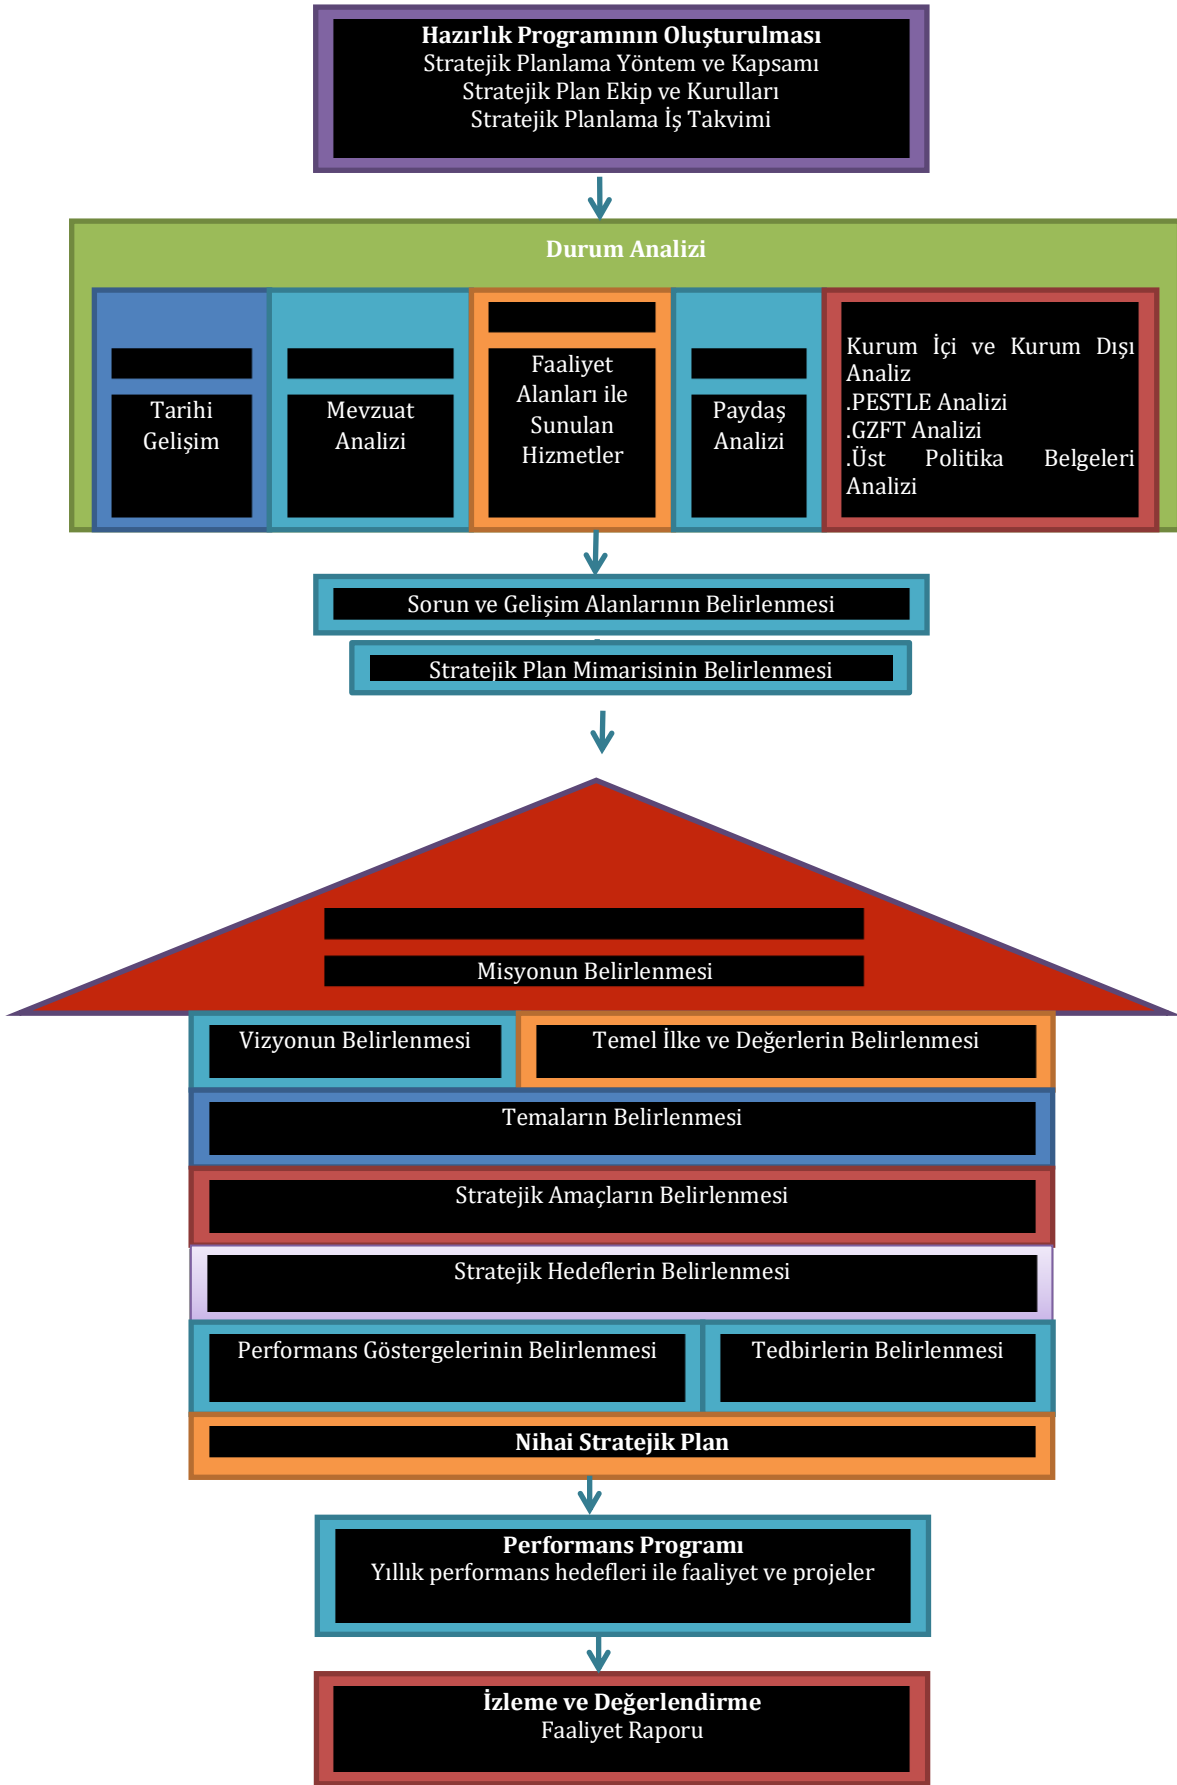 Hazırlık Programının Oluşturulması
Stratejik Planlama Yöntem ve Kapsamı
Stratejik Plan Ekip ve Kurulları
Stratejik Planlama İş Takvimi
Durum Analizi
Tarihi
Gelişim
Mevzuat
Analizi
Faaliyet
Alanları ile
Sunulan
Hizmetler
Paydaş
Analizi
Kurum İçi ve Kurum Dışı
Analiz
.PESTLE Analizi
.GZFT Analizi
.Üst Politika Belgeleri
Analizi
Sorun ve Gelişim Alanlarının Belirlenmesi
Stratejik Plan Mimarisinin Belirlenmesi
Misyonun Belirlenmesi
Vizyonun Belirlenmesi
Temel İlke ve Değerlerin Belirlenmesi
Temaların Belirlenmesi
Stratejik Amaçların Belirlenmesi
Stratejik Hedeflerin Belirlenmesi
Performans Göstergelerinin Belirlenmesi
Tedbirlerin Belirlenmesi
Nihai Stratejik Plan
Performans Programı
Yıllık performans hedefleri ile faaliyet ve projeler
İzleme ve Değerlendirme
Faaliyet Raporu